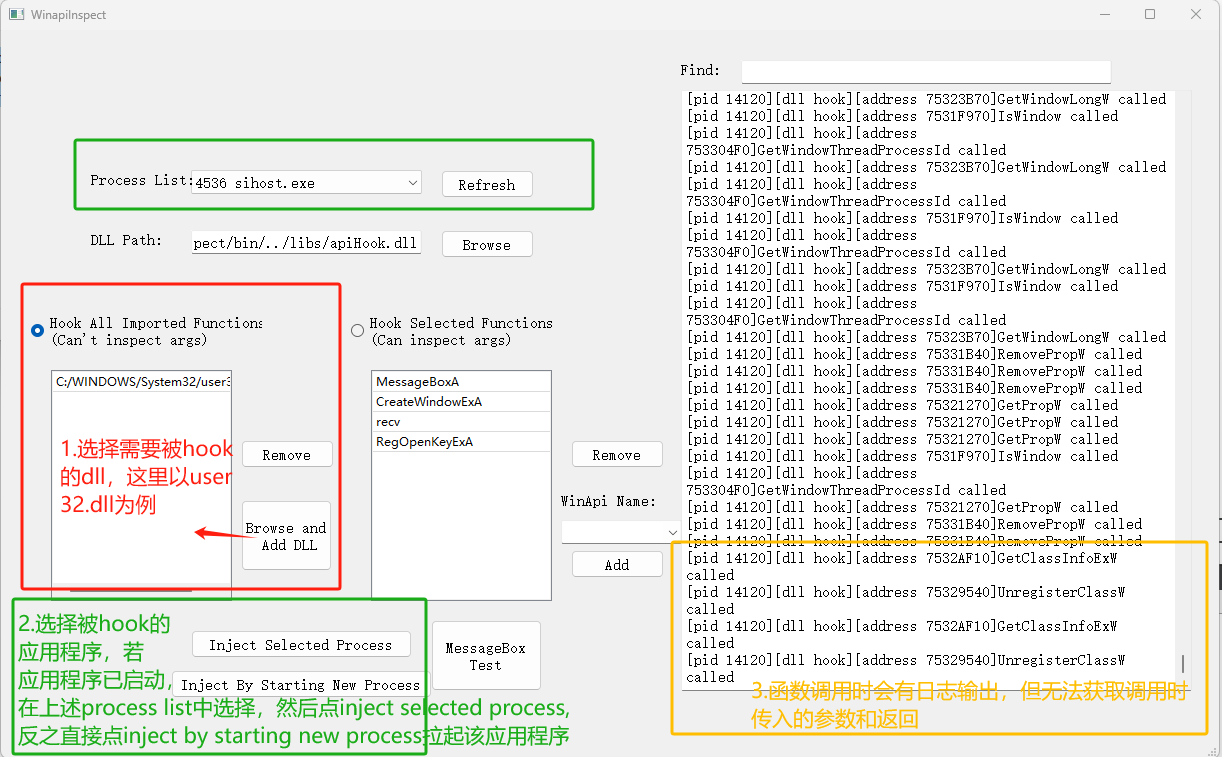 WinapiInspect
Process List:
4536 sihost.exe
Refresh
DLL Path:
pect/bin/../libs/apiHook.dll
Browse
Hook All Imported Functions
(Can't inspect args)
Hook Selected Functions
(Can inspect args)
C:/WINDOWS/System32/user3
1.选择需要被hook
的dll，这里以user
32.dll为例
Remove
Browse and
Add DLL
MessageBoxA
CreateWindowExA
recv
RegOpenKeyExA
Remove
WinApi Name:
Add
2.选择被hook的
应用程序，若
应用程序已启动，
在上述process list中选择，然后点inject selected process,
反之直接点inject by starting new process拉起该应用程序
Inject Selected Process
Inject By Starting New Process
MessageBox
Test
Find:
[pid 14120][dll hook][address 75323B70]GetWindowLongW called
[pid 14120][dll hook][address 7531F970]IsWindow called
[pid 14120][dll hook][address
753304F0]GetWindowThreadProcessId called
[pid 14120][dll hook][address 75323B70]GetWindowLongW called
[pid 14120][dll hook][address
753304F0]GetWindowThreadProcessId called
[pid 14120][dll hook][address 7531F970]IsWindow called
[pid 14120][dll hook][address
753304F0]GetWindowThreadProcessId called
[pid 14120][dll hook][address 75323B70]GetWindowLongW called
[pid 14120][dll hook][address 7531F970]IsWindow called
[pid 14120][dll hook][address
753304F0]GetWindowThreadProcessId called
[pid 14120][dll hook][address 75323B70]GetWindowLongW called
[pid 14120][dll hook][address 75331B40]RemovePropW called
[pid 14120][dll hook][address 75331B40]RemovePropW called
[pid 14120][dll hook][address 75331B40]RemovePropW called
[pid 14120][dll hook][address 75321270]GetPropW called
[pid 14120][dll hook][address 75321270]GetPropW called
[pid 14120][dll hook][address 75321270]GetPropW called
[pid 14120][dll hook][address 7531F970]IsWindow called
[pid 14120][dll hook][address
753304F0]GetWindowThreadProcessId called
[pid 14120][dll hook][address 75321270]GetPropW called
[pid 14120][dll hook][address 75331B40]RemovePropW called
[pid 14120][dll hook][address 75331B40]RemovePropW called
[pid 14120][dll hook][address 7532AF10]GetClassInfoExW
called
[pid 14120][dll hook][address 75329540]UnregisterClassW
called
[pid 14120][dll hook][address 7532AF10]GetClassInfoExW
called
[pid 14120][dll hook][address 75329540]UnregisterClassW
called
3.函数调用时会有日志输出，但无法获取调用时
传入的参数和返回